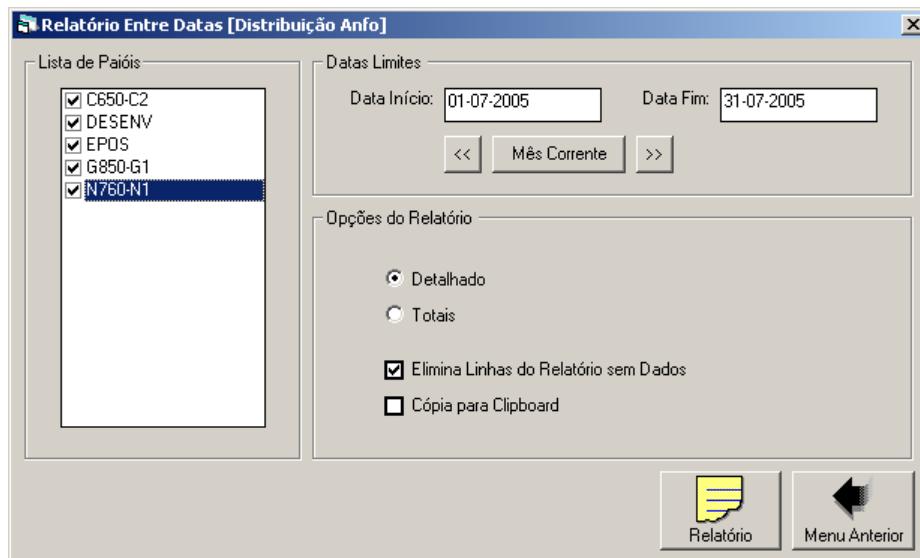 Relatório Entre Datas [Distribuição Anfo]
Lista de Paióis
C650-C2
DESENV
EPOS
G850-G1
N760-N1
Datas Limites
Data Início: 01-07-2005 Data Fim: 31-07-2005
<< Mês Corrente >>
Opções do Relatório
Detalhado
Totais
Elimina Linhas do Relatório sem Dados
Cópia para Clipboard
Relatório Menu Anterior